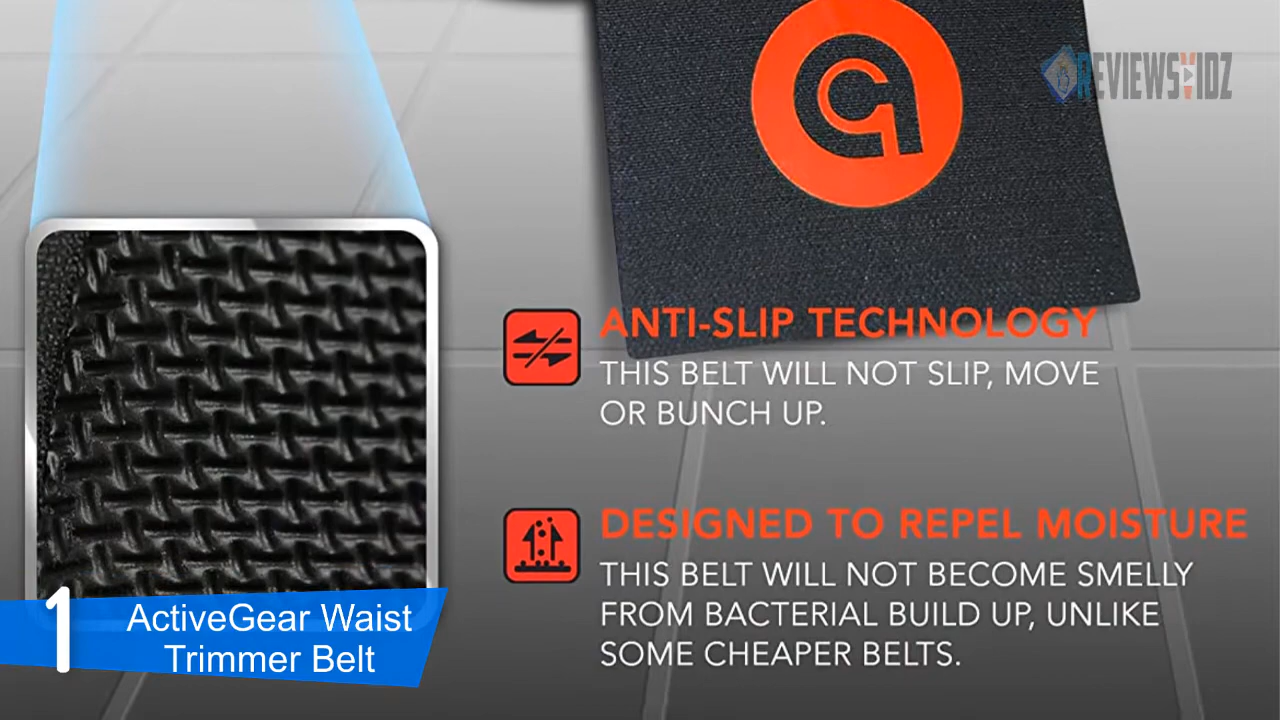 REVIEWSVIDZ
ANTI-SLIP TECHNOLOGY
THIS BELT WILL NOT SLIP, MOVE
OR BUNCH UP.
DESIGNED TO REPEL MOISTURE
THIS BELT WILL NOT BECOME SMELLY
FROM BACTERIAL BUILD UP, UNLIKE
SOME CHEAPER BELTS.
1
ActiveGear Waist
Trimmer Belt